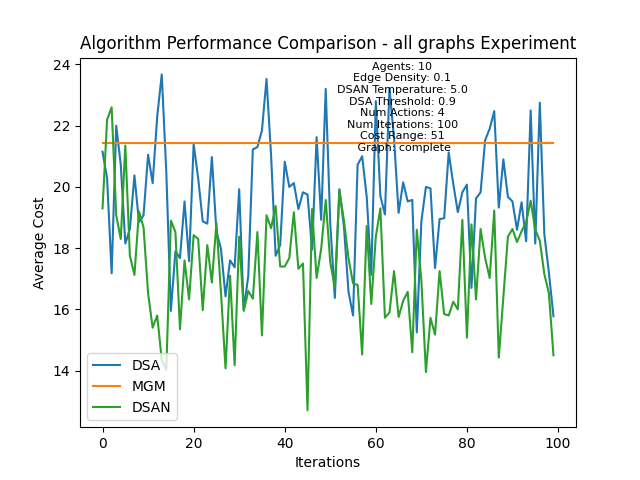 Algorithm Performance Comparison - all graphs Experiment
Agents: 10
Edge Density: 0.1
DSAN Temperature: 5.0
DSA Threshold: 0.9
Num Actions: 4
Num Iterations: 100
Cost Range: 51
Graph: complete
24
22
20
18
16
14
Average Cost
DSA
MGM
DSAN
0
20
40
60
80
100
Iterations